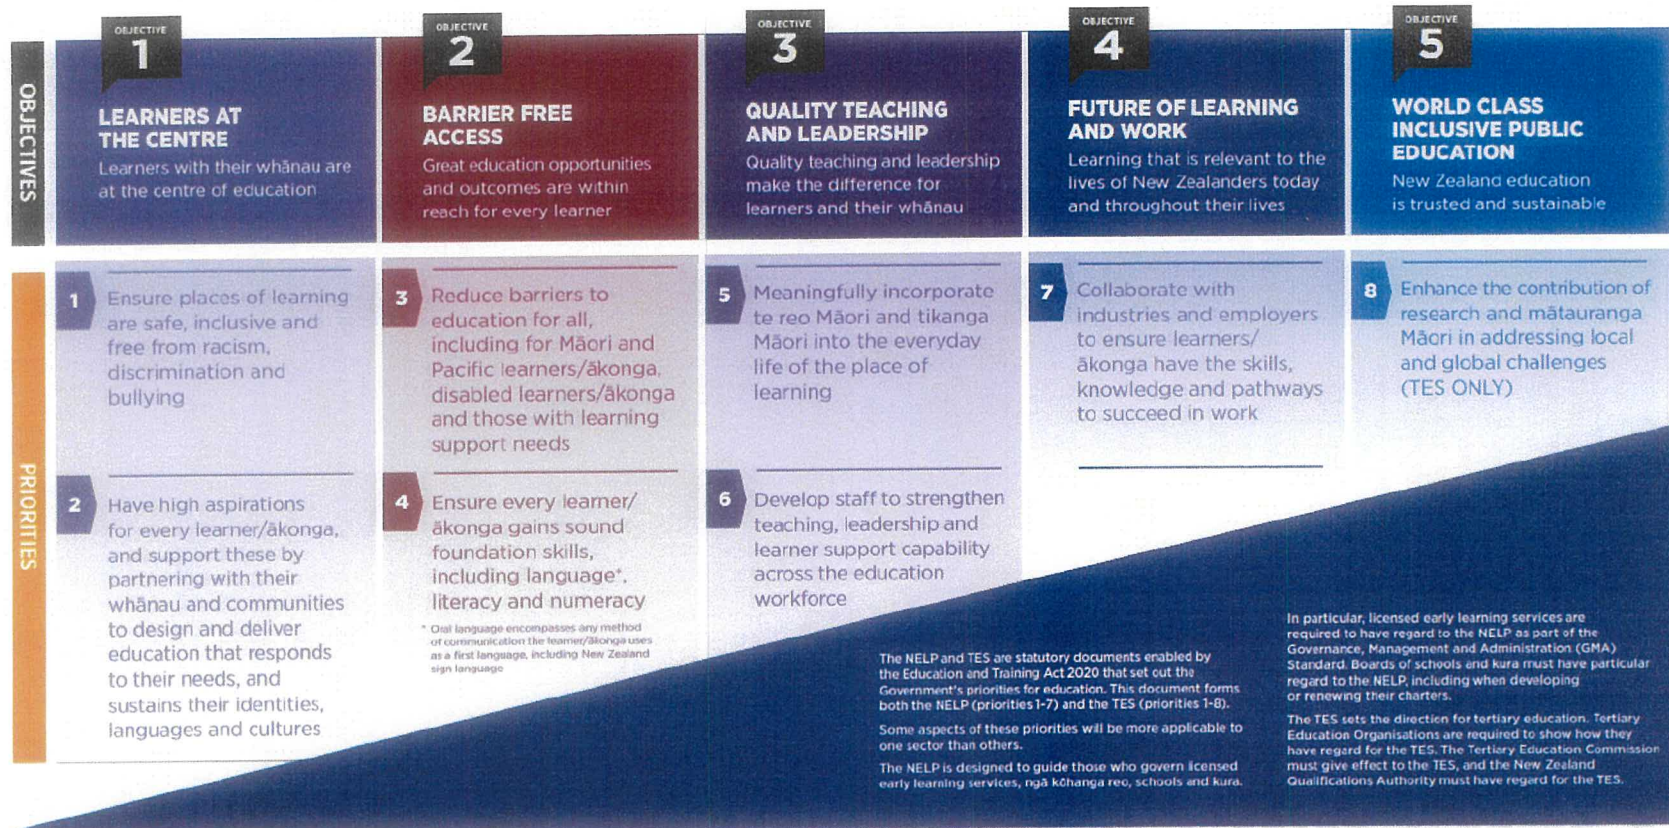 OBJECTIVES
OBJECTIVE
1
LEARNERS AT
THE CENTRE
Learners with their whānau are
at the centre of education
OBJECTIVE
2
BARRIER FREE
ACCESS
Great education opportunities
and outcomes are within
reach for every learner
OBJECTIVE
3
QUALITY TEACHING
AND LEADERSHIP
Quality teaching and leadership
make the difference for
learners and their whānau
OBJECTIVE
4
FUTURE OF LEARNING
AND WORK
Learning that is relevant to the
lives of New Zealanders today
and throughout their lives
OBJECTIVE
5
WORLD CLASS
INCLUSIVE PUBLIC
EDUCATION
New Zealand education
is trusted and sustainable
PRIORITIES
1
Ensure places of learning
are safe, inclusive and
free from racism,
discrimination and
bullying
2
Have high aspirations
for every learner/ākonga,
and support these by
partnering with their
whānau and communities
to design and deliver
education that responds
to their needs, and
sustains their identities,
languages and cultures
3
Reduce barriers to
education for all,
including for Māori and
Pacific learners/ākonga,
disabled learners/ākonga
and those with learning
support needs
4
Ensure every learner/
ākonga gains sound
foundation skills,
including language*,
literacy and numeracy
* Oral language encompasses any method
of communication the learner/ākonga uses
as a first language, including New Zealand
sign language
5
Meaningfully incorporate
te reo Māori and tikanga
Māori into the everyday
life of the place of
learning
6
Develop staff to strengthen
teaching, leadership and
learner support capability
across the education
workforce
7
Collaborate with
industries and employers
to ensure learners/
ākonga have the skills,
knowledge and pathways
to succeed in work
8
Enhance the contribution of
research and mātauranga
Māori in addressing local
and global challenges
(TES ONLY)
The NELP and TES are statutory documents enabled by
the Education and Training Act 2020 that set out the
Government's priorities for education. This document forms
both the NELP (priorities 1-7) and the TES (priorities 1-8).
Some aspects of these priorities will be more applicable to
one sector than others.
The NELP is designed to guide those who govern licensed
early learning services, ngā kōhanga reo, schools and kura.
In particular, licensed early learning services are
required to have regard to the NELP as part of the
Governance, Management and Administration (GMA)
Standard. Boards of schools and kura must have particular
regard to the NELP, including when developing
or renewing their charters.
The TES sets the direction for tertiary education. Tertiary
Education Organisations are required to show how they
have regard for the TES. The Tertiary Education Commission
must give effect to the TES, and the New Zealand
Qualifications Authority must have regard for the TES.